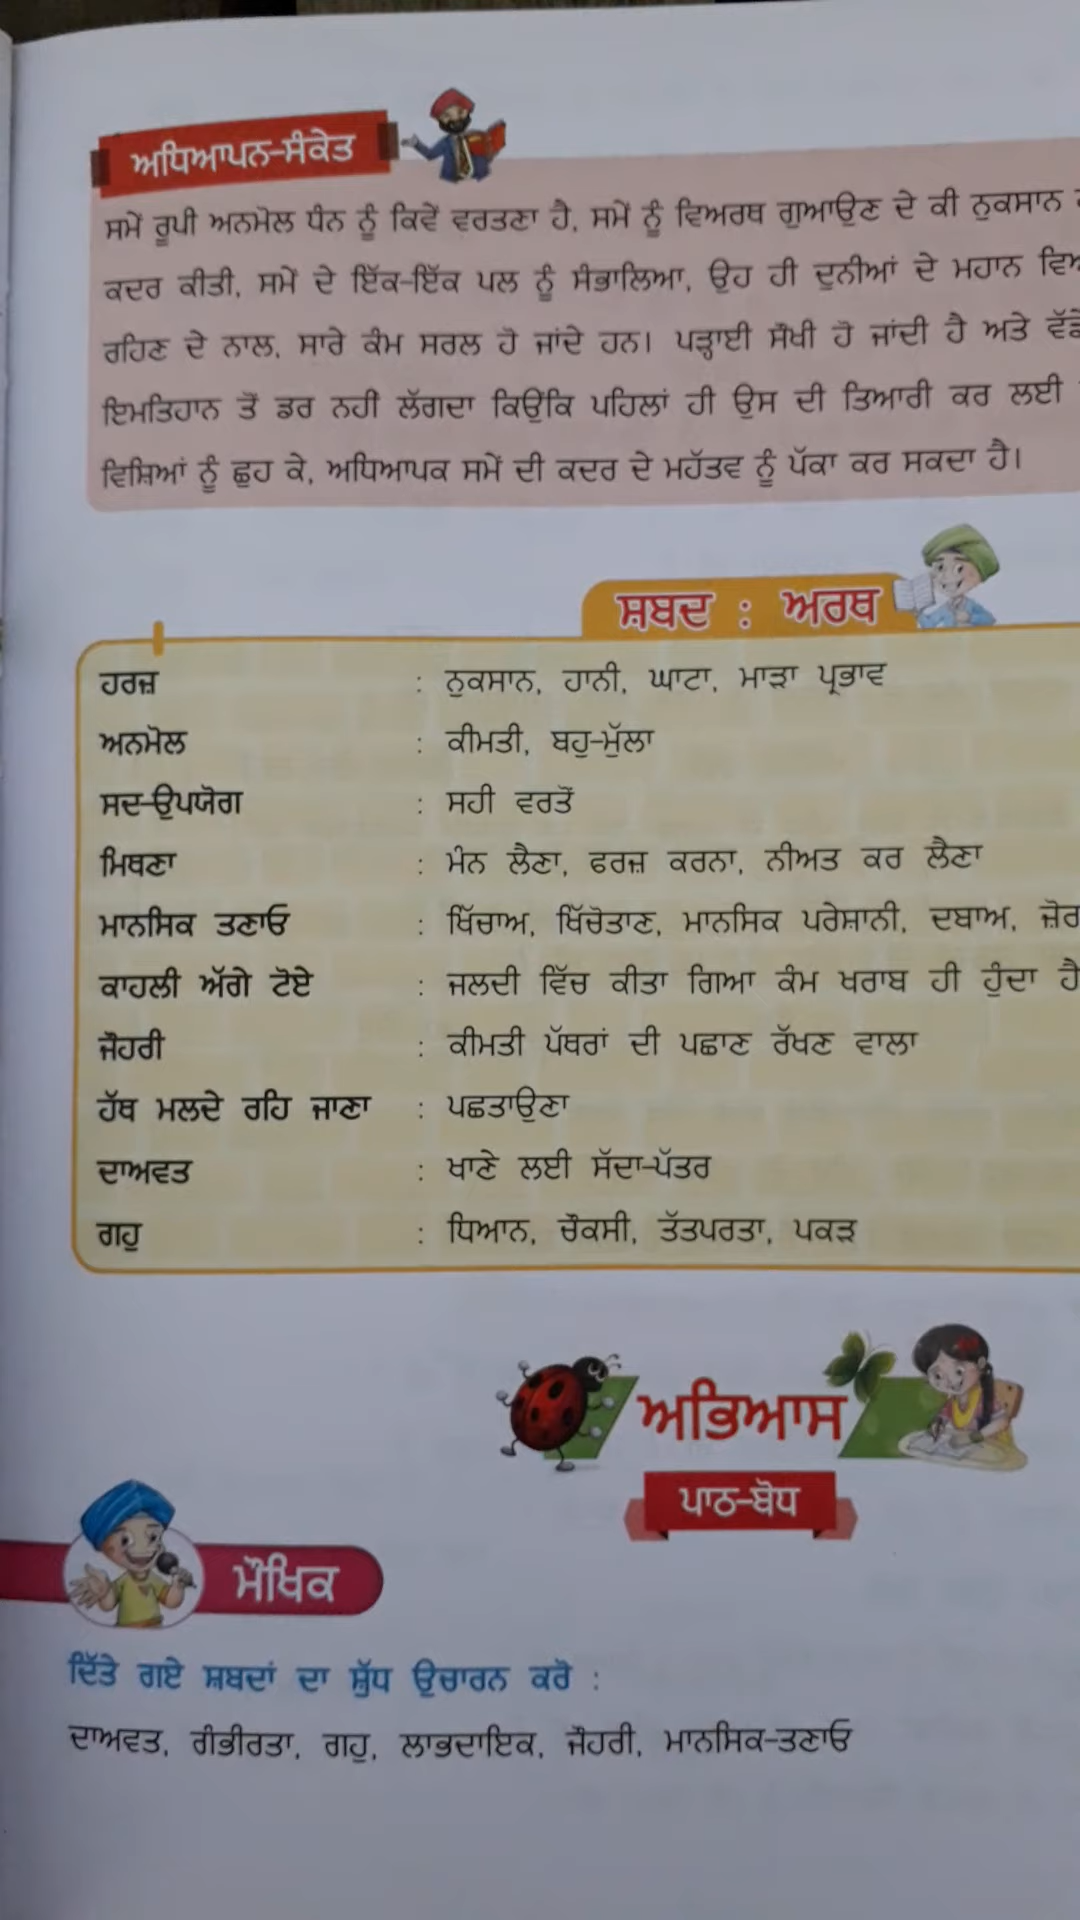 ਅਧਿਆਪਨ-ਸੰਕੇਤ
ਸਮੇਂ ਰੂਪੀ ਅਨਮੋਲ ਧੰਨ ਨੂੰ ਕਿਵੇਂ ਵਰਤਣਾ ਹੈ, ਸਮੇਂ ਨੂੰ ਵਿਅਰਥ ਗੁਆਉਣ ਦੇ ਕੀ ਨੁਕਸਾਨ
ਕਦਰ ਕੀਤੀ, ਸਮੇਂ ਦੇ ਇੱਕ-ਇੱਕ ਪਲ ਨੂੰ ਸੰਭਾਲਿਆ, ਉਹ ਹੀ ਦੁਨੀਆਂ ਦੇ ਮਹਾਨ
ਰਹਿਣ ਦੇ ਨਾਲ, ਸਾਰੇ ਕੰਮ ਸਰਲ ਹੋ ਜਾਂਦੇ ਹਨ। ਪੜ੍ਹਾਈ ਸੌਖੀ ਹੋ ਜਾਂਦੀ ਹੈ ਅਤੇ
ਇਮਤਿਹਾਨ ਤੋਂ ਡਰ ਨਹੀਂ ਲੱਗਦਾ ਕਿਉਂਕਿ ਪਹਿਲਾਂ ਹੀ ਉਸ ਦੀ ਤਿਆਰੀ ਕਰ ਲਈ
ਵਿਸ਼ਿਆਂ ਨੂੰ ਛੁਹ ਕੇ, ਅਧਿਆਪਕ ਸਮੇਂ ਦੀ ਕਦਰ ਦੇ ਮਹੱਤਵ ਨੂੰ ਪੱਕਾ ਕਰ ਸਕਦਾ ਹੈ।
ਸ਼ਬਦ : ਅਰਥ
ਹਰਜ਼ : ਨੁਕਸਾਨ, ਹਾਨੀ, ਘਾਟਾ, ਮਾੜਾ ਪ੍ਰਭਾਵ
ਅਨਮੋਲ : ਕੀਮਤੀ, ਬਹੁ-ਮੁੱਲਾ
ਸਦ-ਉਪਯੋਗ : ਸਹੀ ਵਰਤੋਂ
ਮਿਥਣਾ : ਮੰਨ ਲੈਣਾ, ਫਰਜ਼ ਕਰਨਾ, ਨੀਅਤ ਕਰ ਲੈਣਾ
ਮਾਨਸਿਕ ਤਣਾਓ : ਖਿੱਚਾਅ, ਖਿੱਚੋਤਾਣ, ਮਾਨਸਿਕ ਪਰੇਸ਼ਾਨੀ, ਦਬਾਅ, ਜ਼ੋਰ
ਕਾਹਲੀ ਅੱਗੇ ਟੋਏ : ਜਲਦੀ ਵਿੱਚ ਕੀਤਾ ਗਿਆ ਕੰਮ ਖਰਾਬ ਹੀ ਹੁੰਦਾ ਹੈ
ਜੌਹਰੀ : ਕੀਮਤੀ ਪੱਥਰਾਂ ਦੀ ਪਛਾਣ ਰੱਖਣ ਵਾਲਾ
ਹੱਥ ਮਲਦੇ ਰਹਿ ਜਾਣਾ : ਪਛਤਾਉਣਾ
ਦਾਅਵਤ : ਖਾਣੇ ਲਈ ਸੱਦਾ-ਪੱਤਰ
ਗਹੁ : ਧਿਆਨ, ਚੌਕਸੀ, ਤੱਤਪਰਤਾ, ਪਕੜ
ਅਭਿਆਸ
ਪਾਠ-ਬੋਧ
ਮੌਖਿਕ
ਦਿੱਤੇ ਗਏ ਸ਼ਬਦਾਂ ਦਾ ਸ਼ੁੱਧ ਉਚਾਰਨ ਕਰੋ :
ਦਾਅਵਤ, ਗੰਭੀਰਤਾ, ਗਹੁ, ਲਾਭਦਾਇਕ, ਜੌਹਰੀ, ਮਾਨਸਿਕ-ਤਣਾਓ